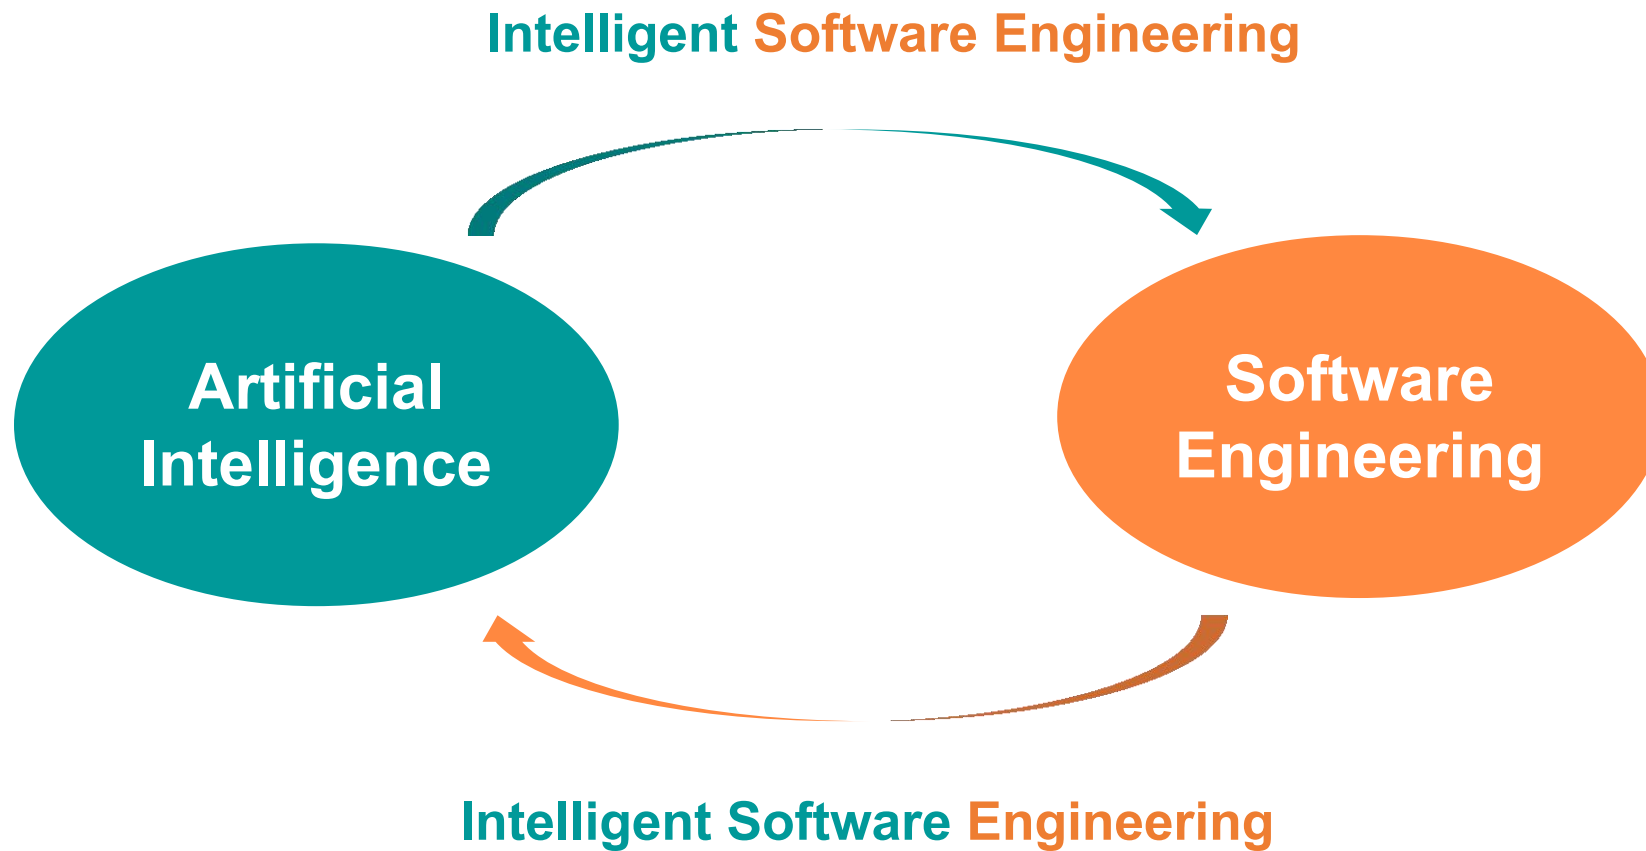 Intelligent Software Engineering
Artificial
Intelligence
Software
Engineering
Intelligent Software Engineering